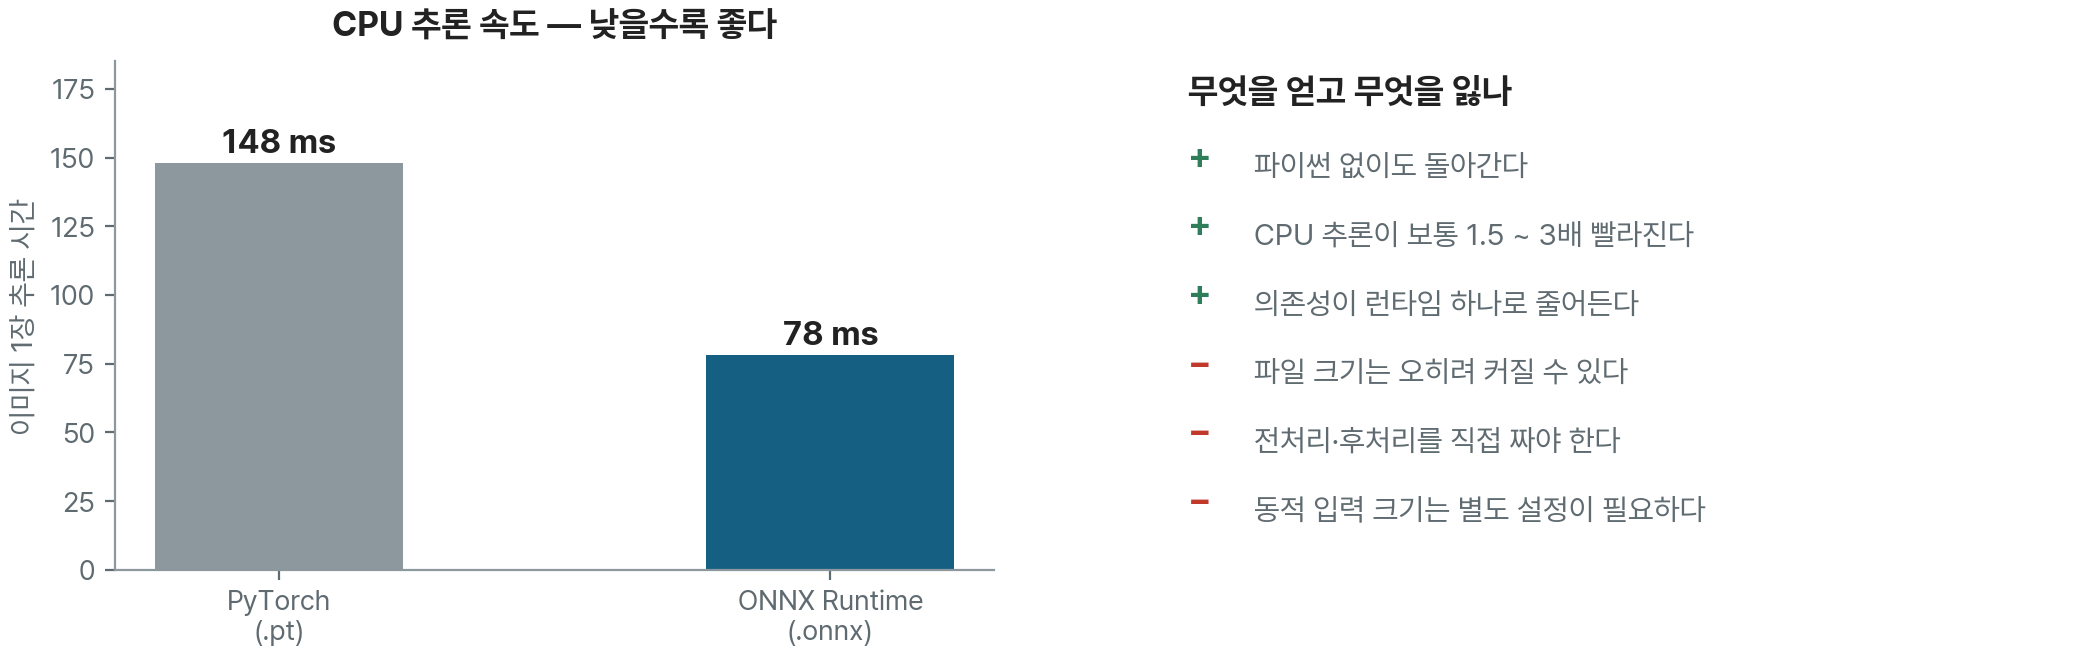 CPU 추론 속도 — 낮을수록 좋다
이미지 1장 추론 시간
175
150
125
100
75
50
25
0
148 ms
78 ms
PyTorch
(.pt)
ONNX Runtime
(.onnx)
무엇을 얻고 무엇을 잃나
+ 파이썬 없이도 돌아간다
+ CPU 추론이 보통 1.5 ~ 3배 빨라진다
+ 의존성이 런타임 하나로 줄어든다
− 파일 크기는 오히려 커질 수 있다
− 전처리·후처리를 직접 짜야 한다
− 동적 입력 크기는 별도 설정이 필요하다